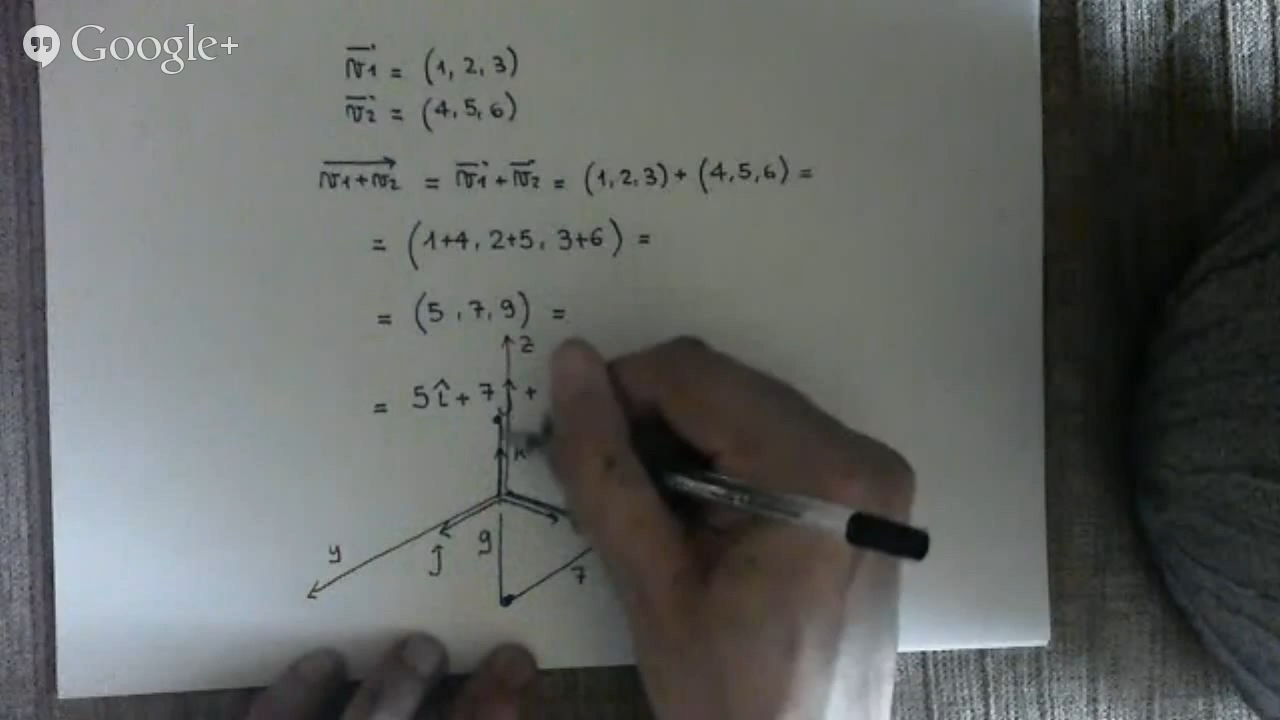 Google+
v1 = (1, 2, 3)
v2 = (4, 5, 6)
v1+v2 = v1 + v2 = (1, 2, 3) + (4, 5, 6) =
= (1+4, 2+5, 3+6) =
= (5, 7, 9) =
z
= 5î + 7ĵ +
k
y
j
9
7